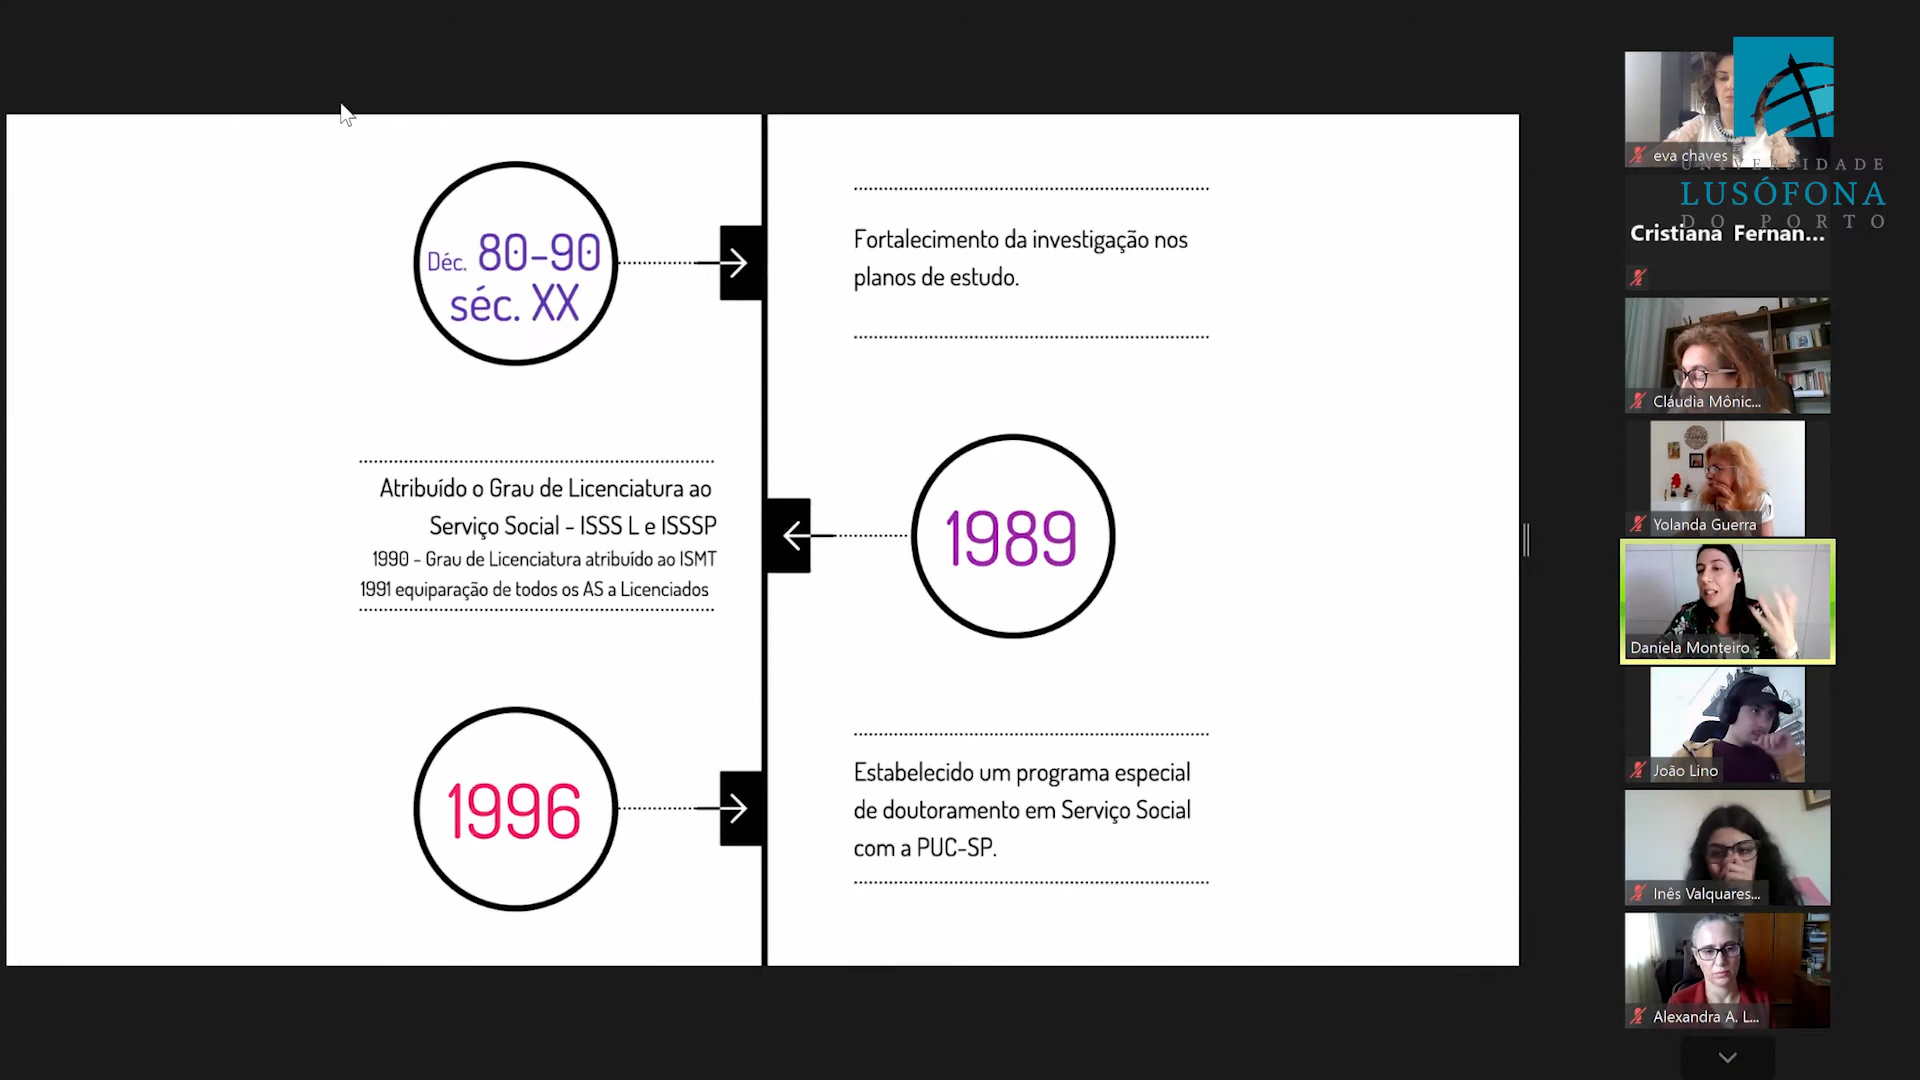 Déc. 80-90
séc. XX
Fortalecimento da investigação nos
planos de estudo.
Atribuído o Grau de Licenciatura ao
Serviço Social - ISSS L e ISSSP
1990 - Grau de Licenciatura atribuído ao ISMT
1991 equiparação de todos os AS a Licenciados
1989
1996
Estabelecido um programa especial
de doutoramento em Serviço Social
com a PUC-SP.
eva chaves
UNIVERSIDADE
LUSÓFONA
DO PORTO
Cristiana Fernan...
Cláudia Mônic...
Yolanda Guerra
Daniela Monteiro
João Lino
Inês Valquares...
Alexandra A. L...